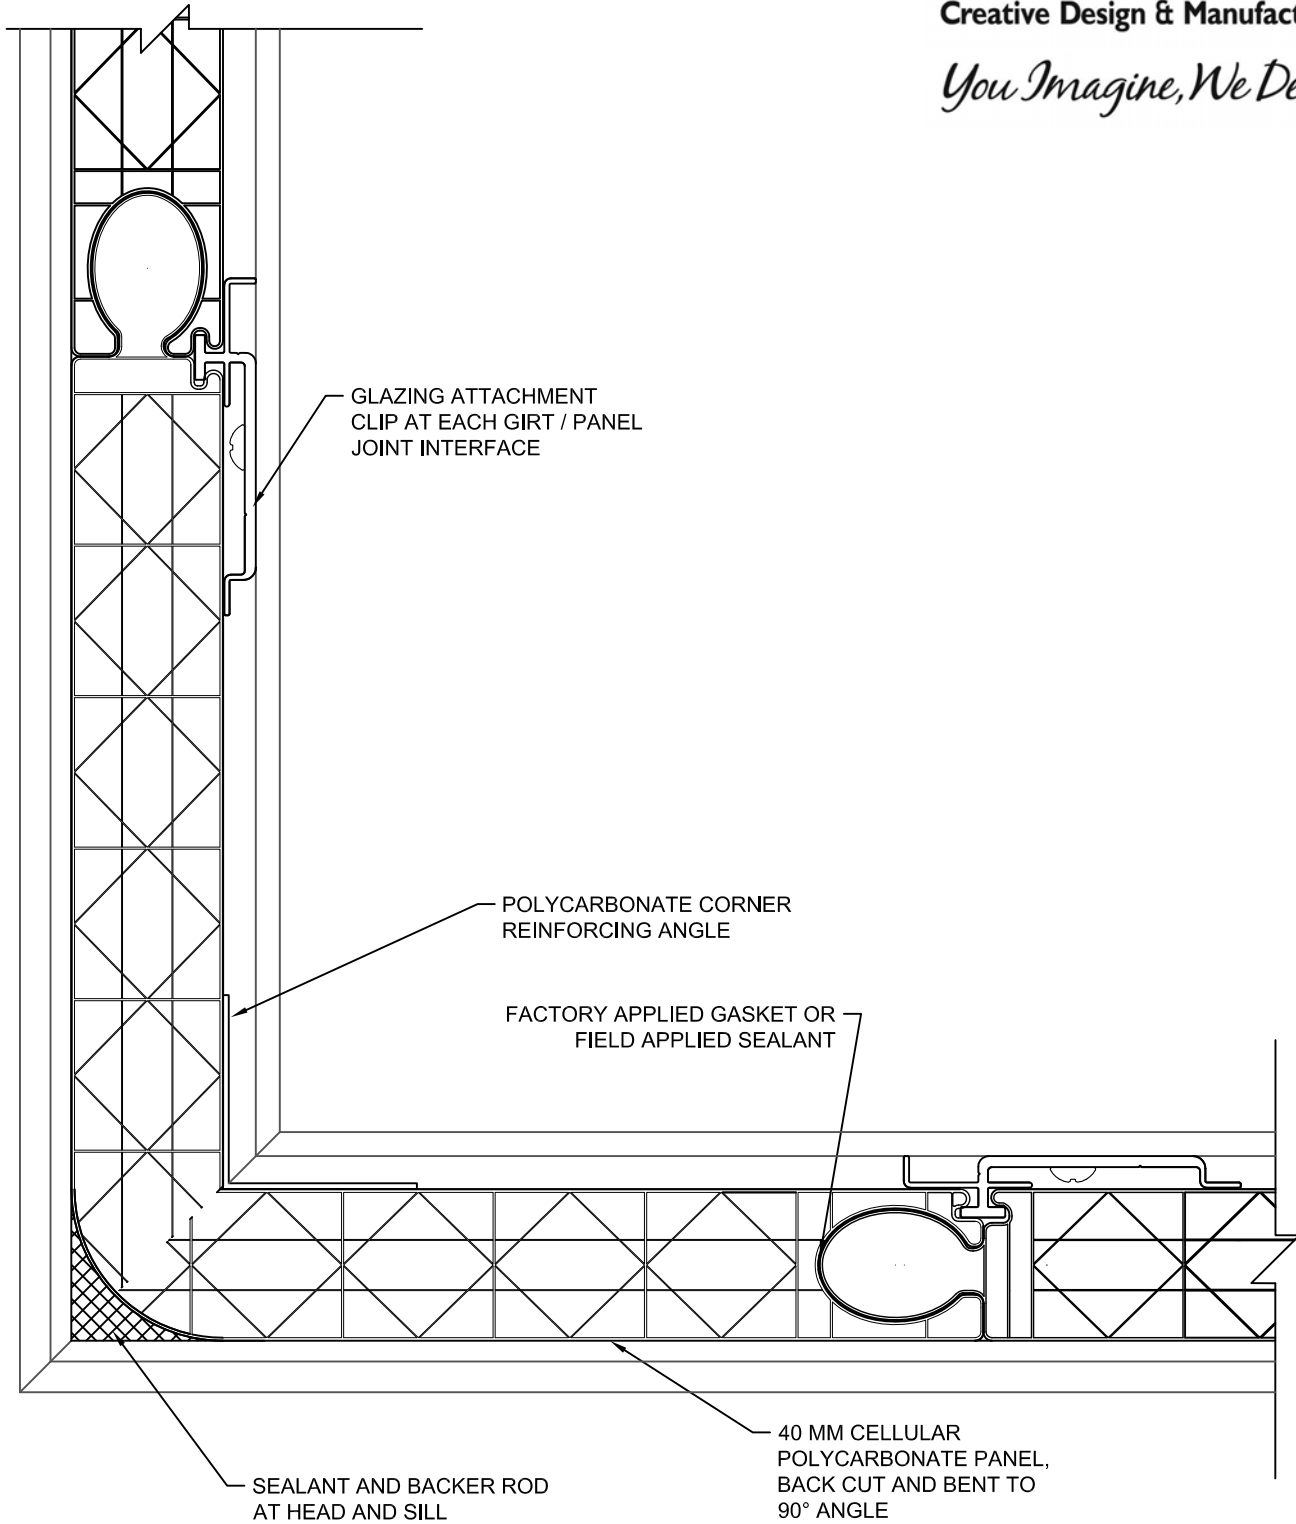 Creative Design & Manufact
You Imagine, We De
GLAZING ATTACHMENT
CLIP AT EACH GIRT / PANEL
JOINT INTERFACE
POLYCARBONATE CORNER
REINFORCING ANGLE
FACTORY APPLIED GASKET OR
FIELD APPLIED SEALANT
40 MM CELLULAR
POLYCARBONATE PANEL,
BACK CUT AND BENT TO
90° ANGLE
SEALANT AND BACKER ROD
AT HEAD AND SILL